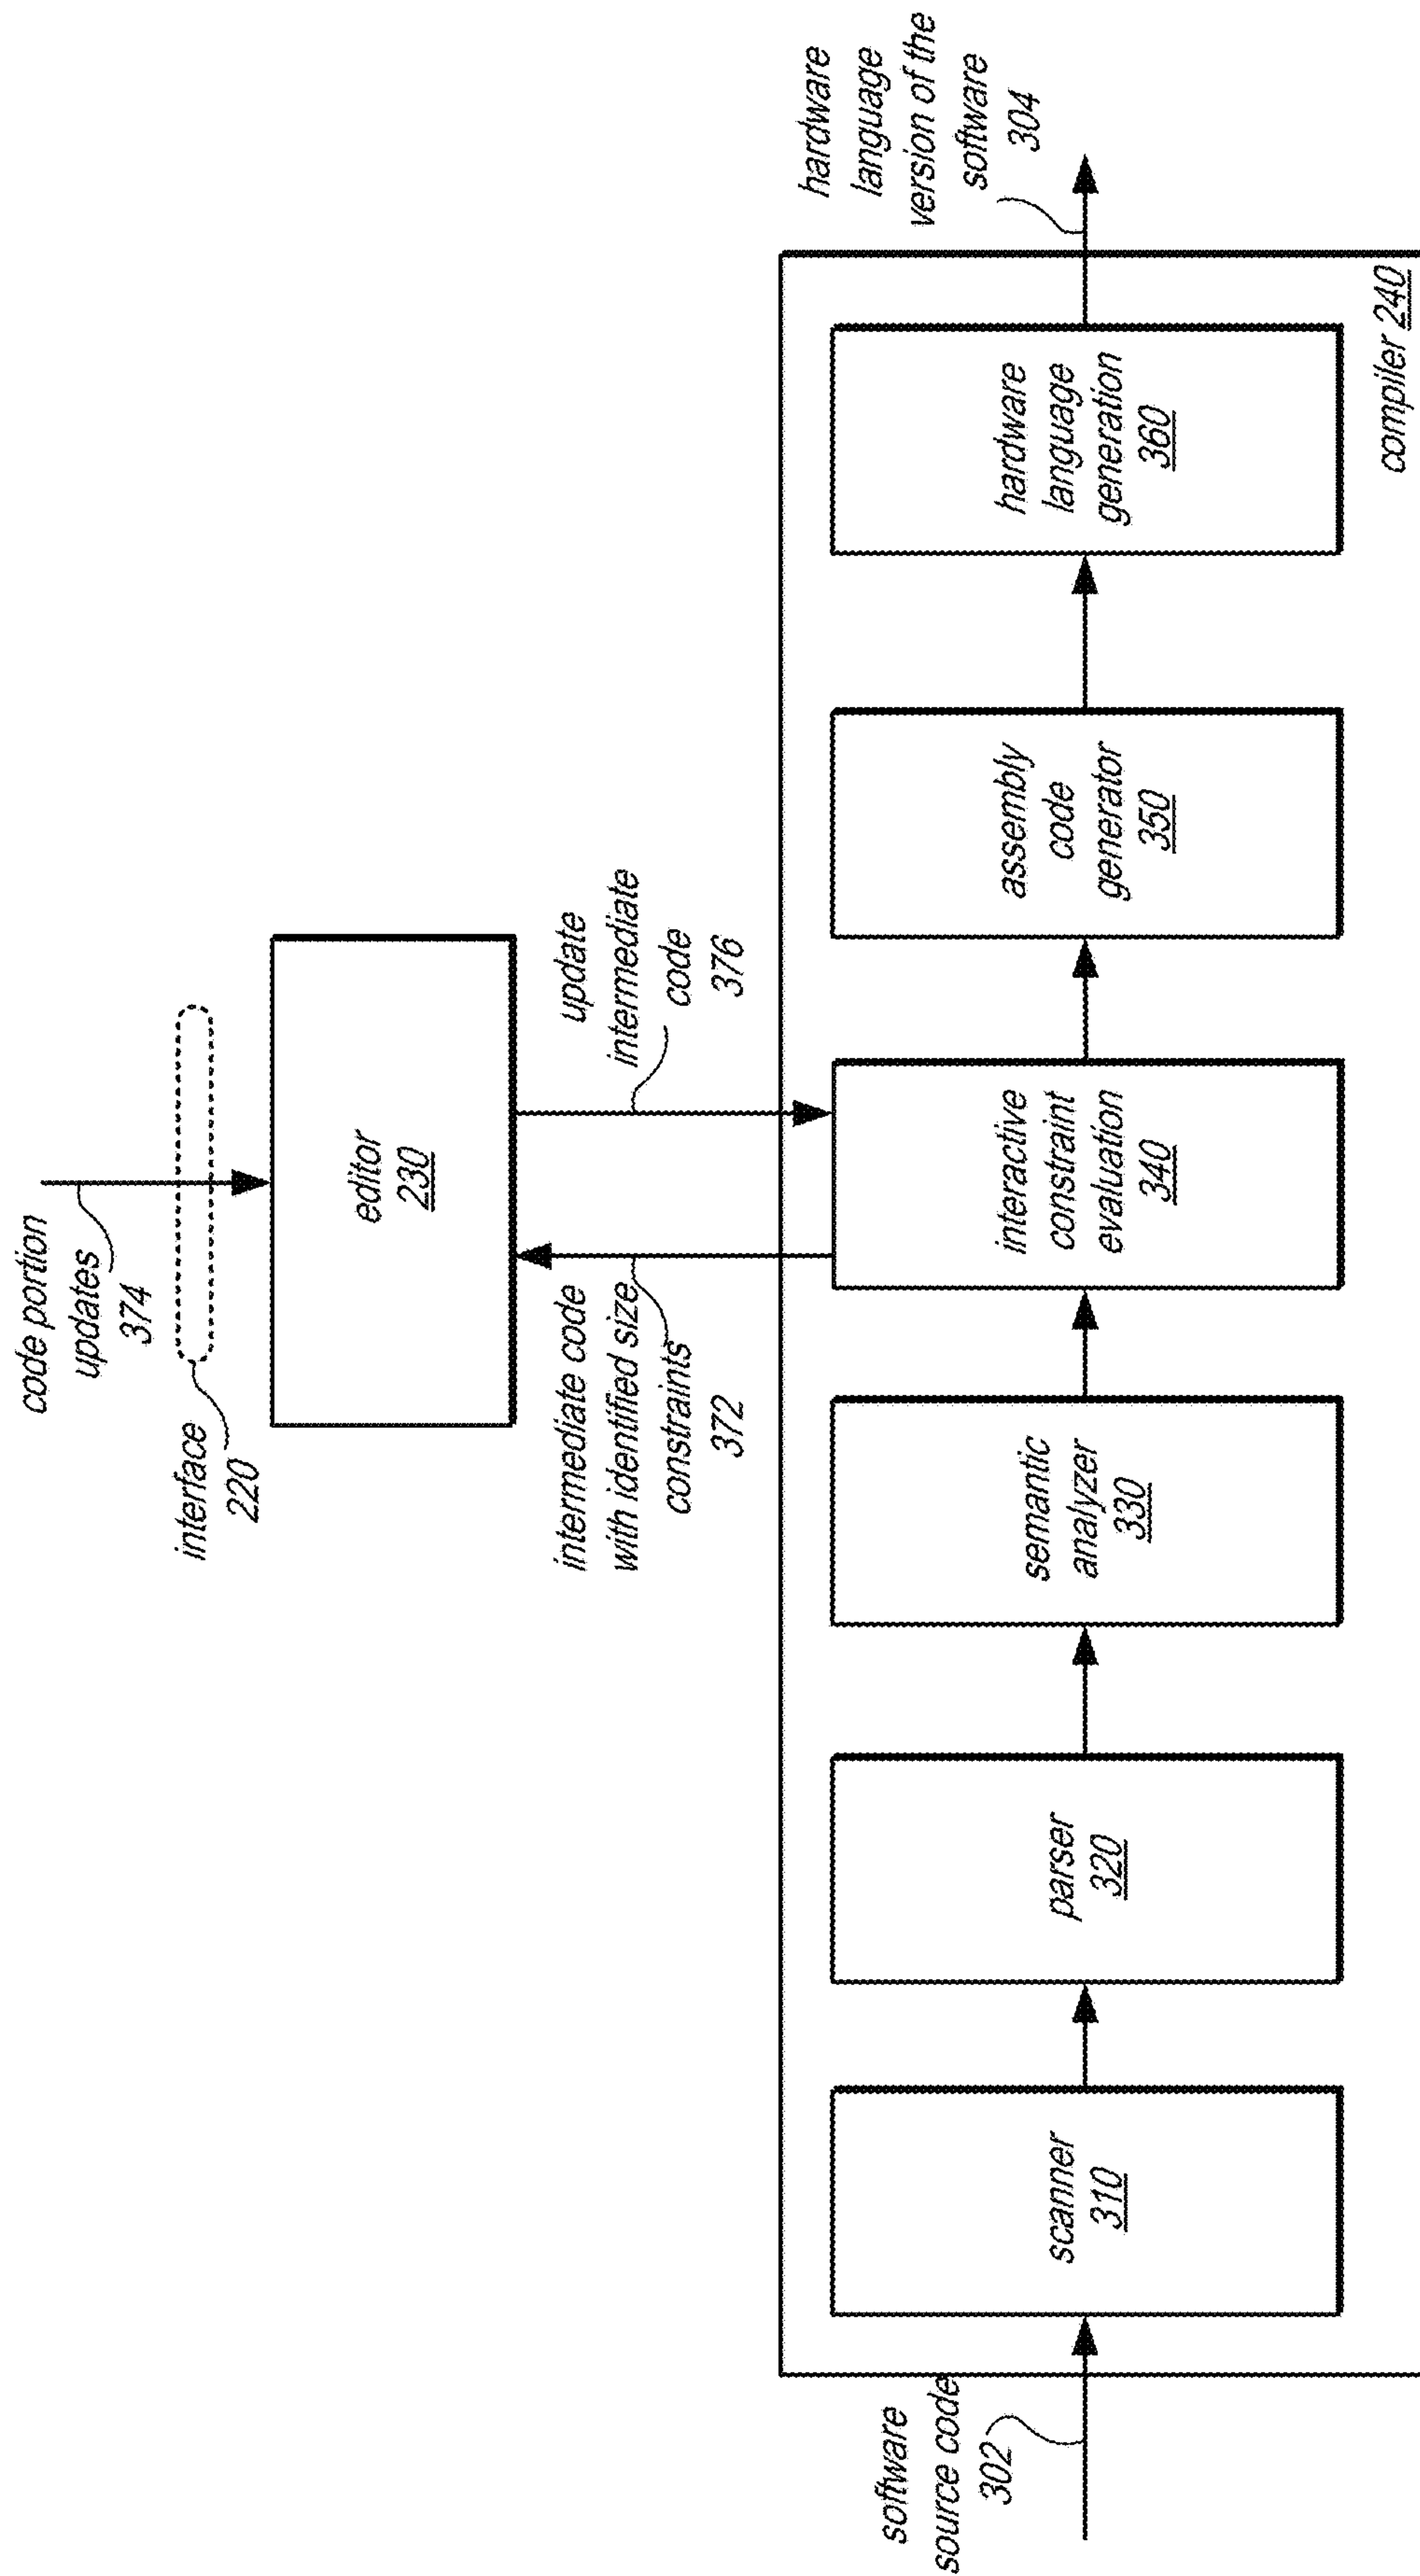 code portion
updates
374
interface
220
editor
230
intermediate code
with identified size
constraints
372
update
intermediate
code
376
software
source code
302
scanner
310
parser
320
semantic
analyzer
330
interactive
constraint
evaluation
340
assembly
code
generator
350
hardware
language
generation
360
hardware
language
version of the
software
304
compiler 240